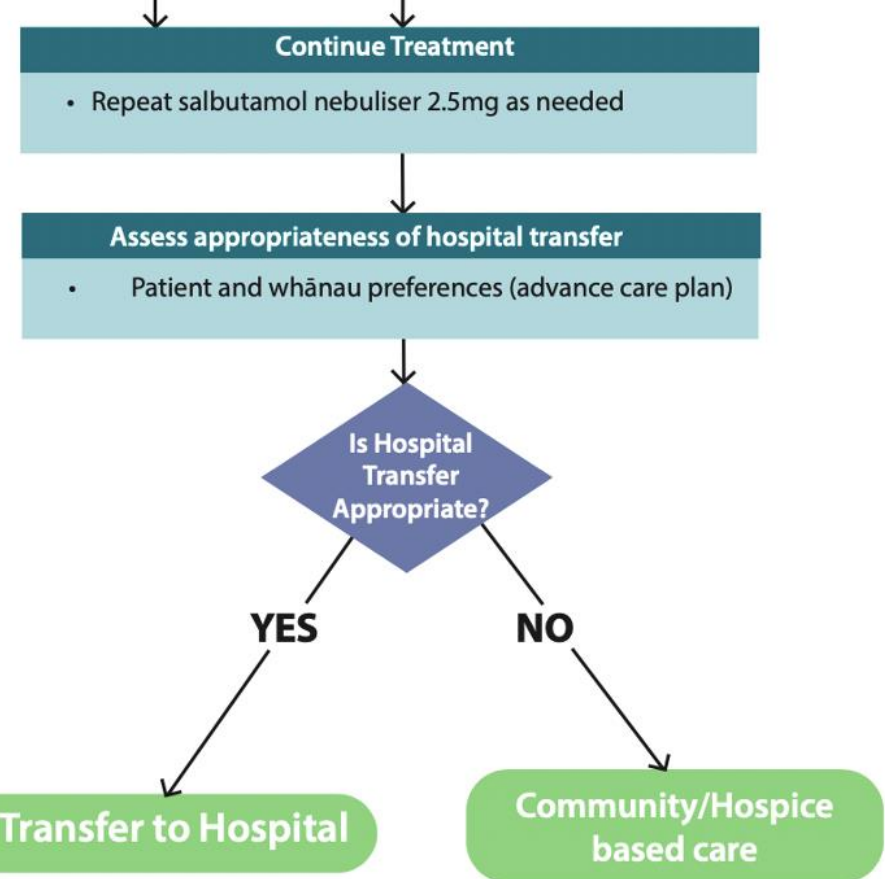 Continue Treatment
• Repeat salbutamol nebuliser 2.5mg as needed
Assess appropriateness of hospital transfer
• Patient and whānau preferences (advance care plan)
Is Hospital
Transfer
Appropriate?
YES
NO
Transfer to Hospital
Community/Hospice
based care